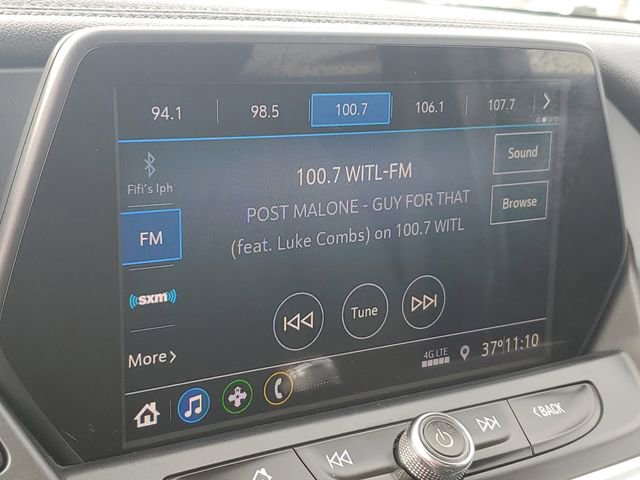 94.1 98.5 100.7 106.1 107.7
Fifi's Iph
FM
sxm
More
100.7 WITL-FM
POST MALONE - GUY FOR THAT
(feat. Luke Combs) on 100.7 WITL
Sound
Browse
Tune
4G LTE
37° 11:10
BACK